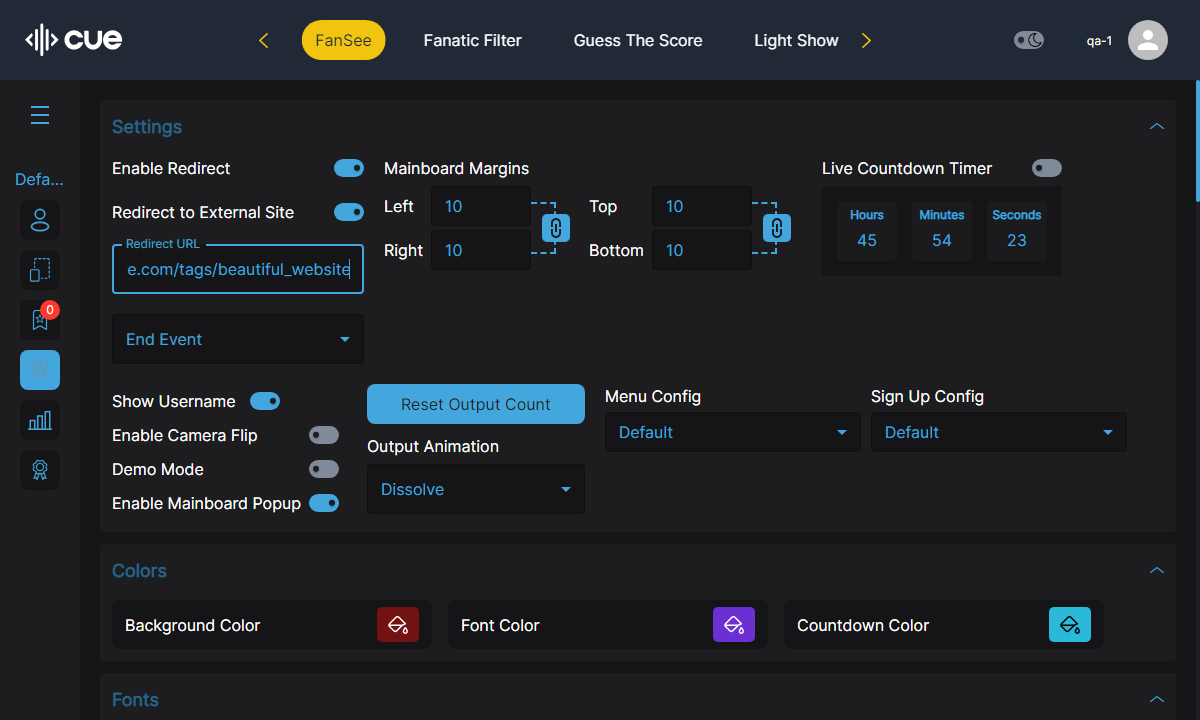 cue
FanSee
Fanatic Filter
Guess The Score
Light Show
qa-1
Defa...
0
Settings
Enable Redirect
Redirect to External Site
Redirect URL
e.com/tags/beautiful_website
End Event
Mainboard Margins
Left 10
Right 10
Top 10
Bottom 10
Live Countdown Timer
Hours Minutes Seconds
45 54 23
Show Username
Enable Camera Flip
Demo Mode
Enable Mainboard Popup
Reset Output Count
Output Animation
Dissolve
Menu Config
Default
Sign Up Config
Default
Colors
Background Color
Font Color
Countdown Color
Fonts